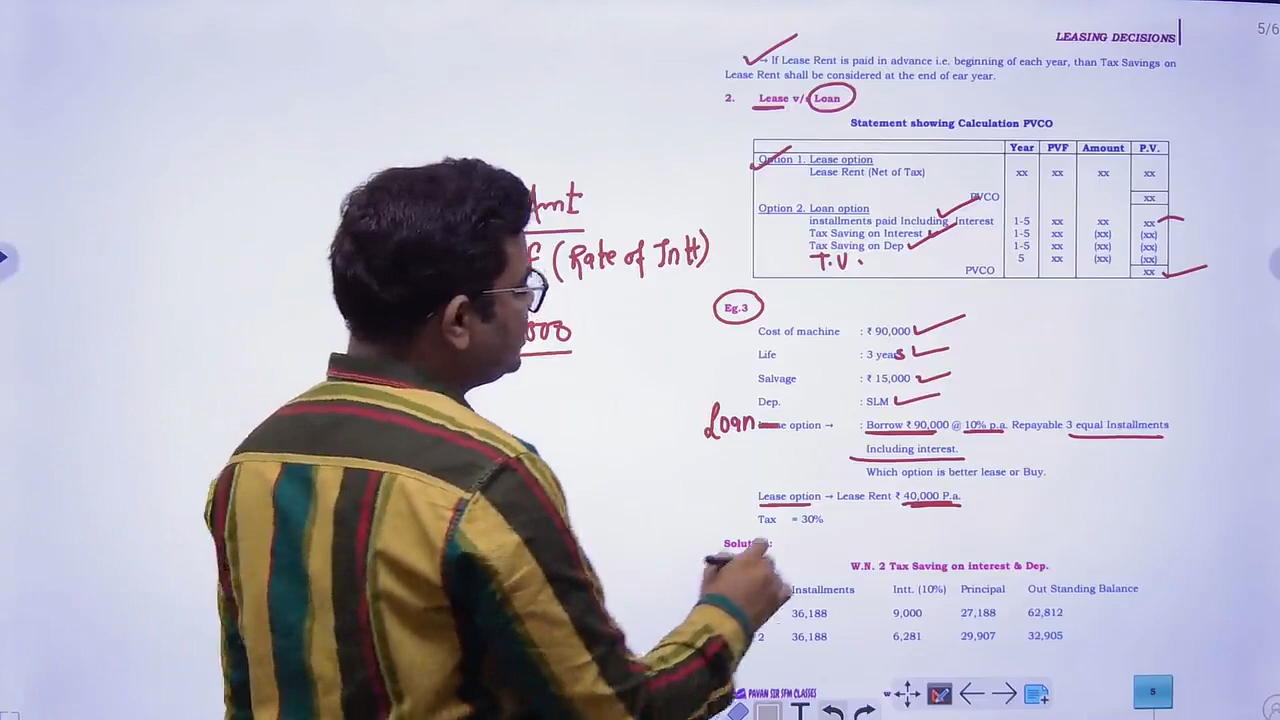 5/6
LEASING DECISIONS
→ If Lease Rent is paid in advance i.e. beginning of each year, than Tax Savings on
Lease Rent shall be considered at the end of ear year.
2. Lease v/s Loan
Statement showing Calculation PVCO
Year PVF Amount P.V.
Option 1. Lease option
Lease Rent (Net of Tax) xx xx xx xx
PVCO xx
Option 2. Loan option
installments paid Including Interest 1-5 xx xx xx
Tax Saving on Interest 1-5 xx (xx) (xx)
Tax Saving on Dep 1-5 xx (xx) (xx)
T.V. 5 xx (xx) (xx)
PVCO xx
Amt
(Rate of Intt)
Eg.3
Cost of machine : ₹ 90,000
Life : 3 years
Salvage : ₹ 15,000
Dep. : SLM
Loan option → : Borrow ₹ 90,000 @ 10% p.a. Repayable 3 equal Installments
Including interest.
Which option is better lease or Buy.
Lease option → Lease Rent ₹ 40,000 P.a.
Tax = 30%
W.N. 2 Tax Saving on interest & Dep.
Installments Intt. (10%) Principal Out Standing Balance
36,188 9,000 27,188 62,812
2 36,188 6,281 29,907 32,905
PAVAN SIR SFM CLASSES
w
T
5